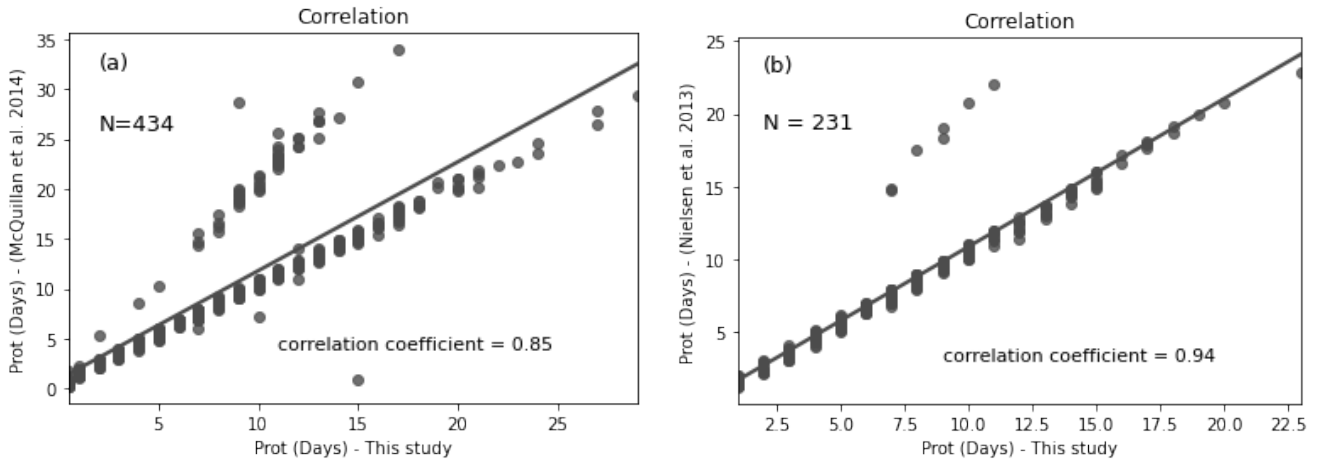 Correlation
(a)
N=434
correlation coefficient = 0.85
Prot (Days) - (McQuillan et al. 2014)
35
30
25
20
15
10
5
0
5
10
15
20
25
Prot (Days) - This study
Correlation
(b)
N = 231
correlation coefficient = 0.94
Prot (Days) - (Nielsen et al. 2013)
25
20
15
10
5
2.5
5.0
7.5
10.0
12.5
15.0
17.5
20.0
22.5
Prot (Days) - This study